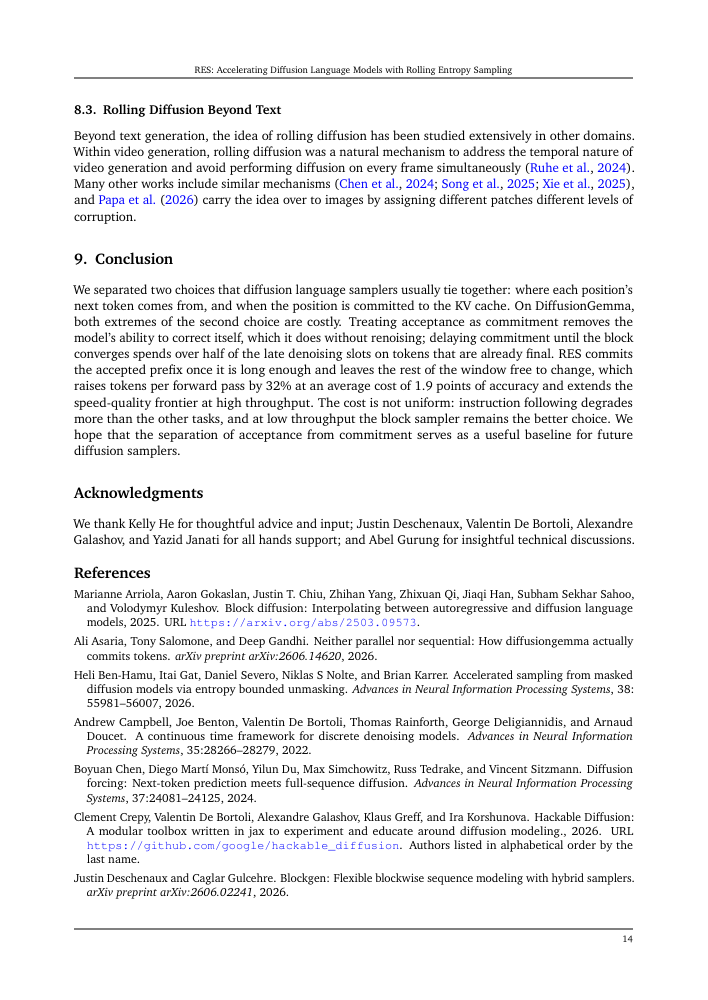 RES: Accelerating Diffusion Language Models with Rolling Entropy Sampling
8.3. Rolling Diffusion Beyond Text
Beyond text generation, the idea of rolling diffusion has been studied extensively in other domains.
Within video generation, rolling diffusion was a natural mechanism to address the temporal nature of
video generation and avoid performing diffusion on every frame simultaneously (Ruhe et al., 2024).
Many other works include similar mechanisms (Chen et al., 2024; Song et al., 2025; Xie et al., 2025),
and Papa et al. (2026) carry the idea over to images by assigning different patches different levels of
corruption.
9. Conclusion
We separated two choices that diffusion language samplers usually tie together: where each position's
next token comes from, and when the position is committed to the KV cache. On DiffusionGemma,
both extremes of the second choice are costly. Treating acceptance as commitment removes the
model's ability to correct itself, which it does without renoising; delaying commitment until the block
converges spends over half of the late denoising slots on tokens that are already final. RES commits
the accepted prefix once it is long enough and leaves the rest of the window free to change, which
raises tokens per forward pass by 32% at an average cost of 1.9 points of accuracy and extends the
speed-quality frontier at high throughput. The cost is not uniform: instruction following degrades
more than the other tasks, and at low throughput the block sampler remains the better choice. We
hope that the separation of acceptance from commitment serves as a useful baseline for future
diffusion samplers.
Acknowledgments
We thank Kelly He for thoughtful advice and input; Justin Deschenaux, Valentin De Bortoli, Alexandre
Galashov, and Yazid Janati for all hands support; and Abel Gurung for insightful technical discussions.
References
Marianne Arriola, Aaron Gokaslan, Justin T. Chiu, Zhihan Yang, Zhixuan Qi, Jiaqi Han, Subham Sekhar Sahoo,
and Volodymyr Kuleshov. Block diffusion: Interpolating between autoregressive and diffusion language
models, 2025. URL https://arxiv.org/abs/2503.09573.
Ali Asaria, Tony Salomone, and Deep Gandhi. Neither parallel nor sequential: How diffusiongemma actually
commits tokens. arXiv preprint arXiv:2606.14620, 2026.
Heli Ben-Hamu, Itai Gat, Daniel Severo, Niklas S Nolte, and Brian Karrer. Accelerated sampling from masked
diffusion models via entropy bounded unmasking. Advances in Neural Information Processing Systems, 38:
55981–56007, 2026.
Andrew Campbell, Joe Benton, Valentin De Bortoli, Thomas Rainforth, George Deligiannidis, and Arnaud
Doucet. A continuous time framework for discrete denoising models. Advances in Neural Information
Processing Systems, 35:28266–28279, 2022.
Boyuan Chen, Diego Martí Monsó, Yilun Du, Max Simchowitz, Russ Tedrake, and Vincent Sitzmann. Diffusion
forcing: Next-token prediction meets full-sequence diffusion. Advances in Neural Information Processing
Systems, 37:24081–24125, 2024.
Clement Crepy, Valentin De Bortoli, Alexandre Galashov, Klaus Greff, and Ira Korshunova. Hackable Diffusion:
A modular toolbox written in jax to experiment and educate around diffusion modeling., 2026. URL
https://github.com/google/hackable_diffusion. Authors listed in alphabetical order by the
last name.
Justin Deschenaux and Caglar Gulcehre. Blockgen: Flexible blockwise sequence modeling with hybrid samplers.
arXiv preprint arXiv:2606.02241, 2026.
14